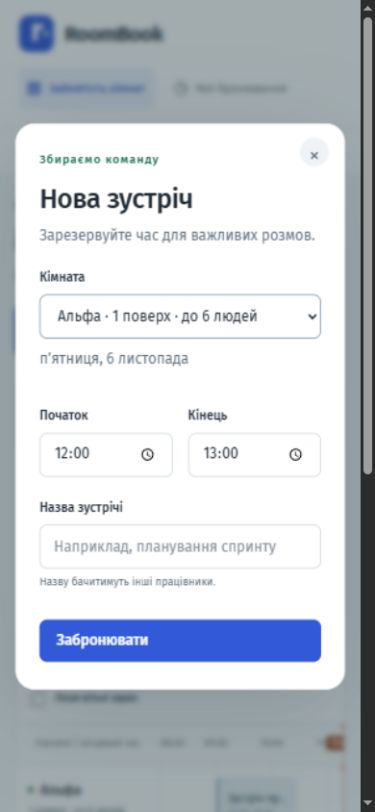 RoomBook
Збираємо команду
×
Нова зустріч
Зарезервуйте час для важливих розмов.
Кімната
Альфа · 1 поверх · до 6 людей
п'ятниця, 6 листопада
Початок
Кінець
12:00
13:00
Назва зустрічі
Наприклад, планування спринту
Назву бачитимуть інші працівники.
Забронювати
Альфа